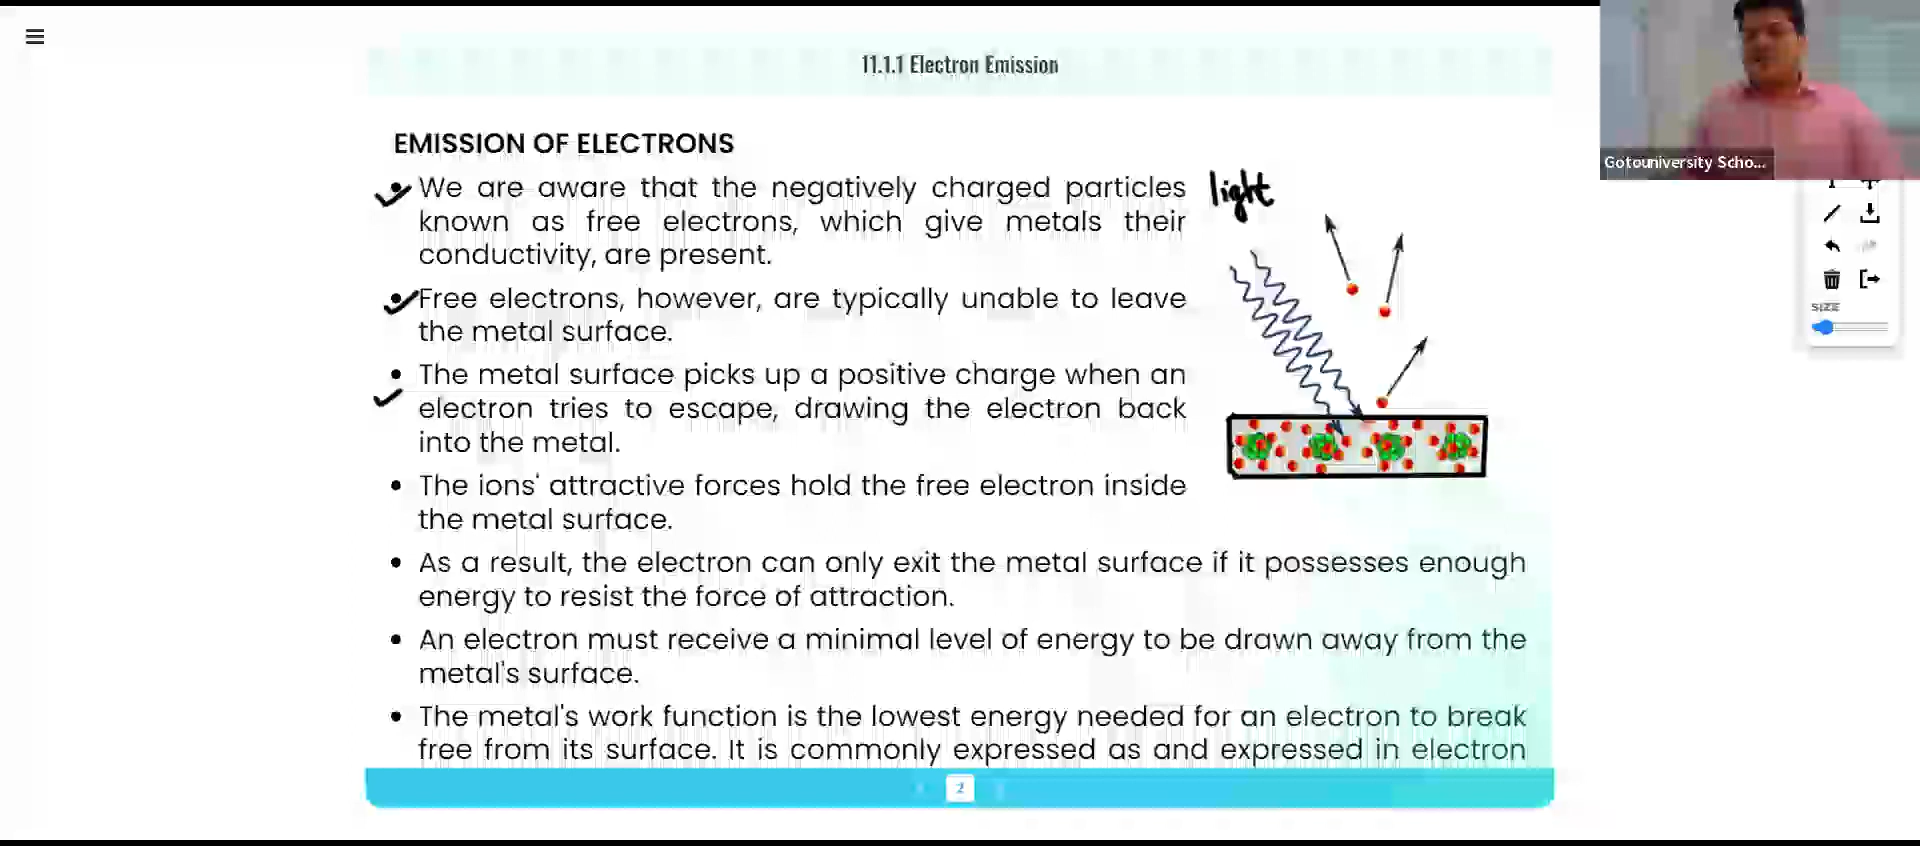 11.1.1 Electron Emission
Gotouniversity Scho...
EMISSION OF ELECTRONS
• We are aware that the negatively charged particles
known as free electrons, which give metals their
conductivity, are present.
light
• Free electrons, however, are typically unable to leave
the metal surface.
SIZE
• The metal surface picks up a positive charge when an
electron tries to escape, drawing the electron back
into the metal.
• The ions' attractive forces hold the free electron inside
the metal surface.
• As a result, the electron can only exit the metal surface if it possesses enough
energy to resist the force of attraction.
• An electron must receive a minimal level of energy to be drawn away from the
metal's surface.
• The metal's work function is the lowest energy needed for an electron to break
free from its surface. It is commonly expressed as and expressed in electron
2